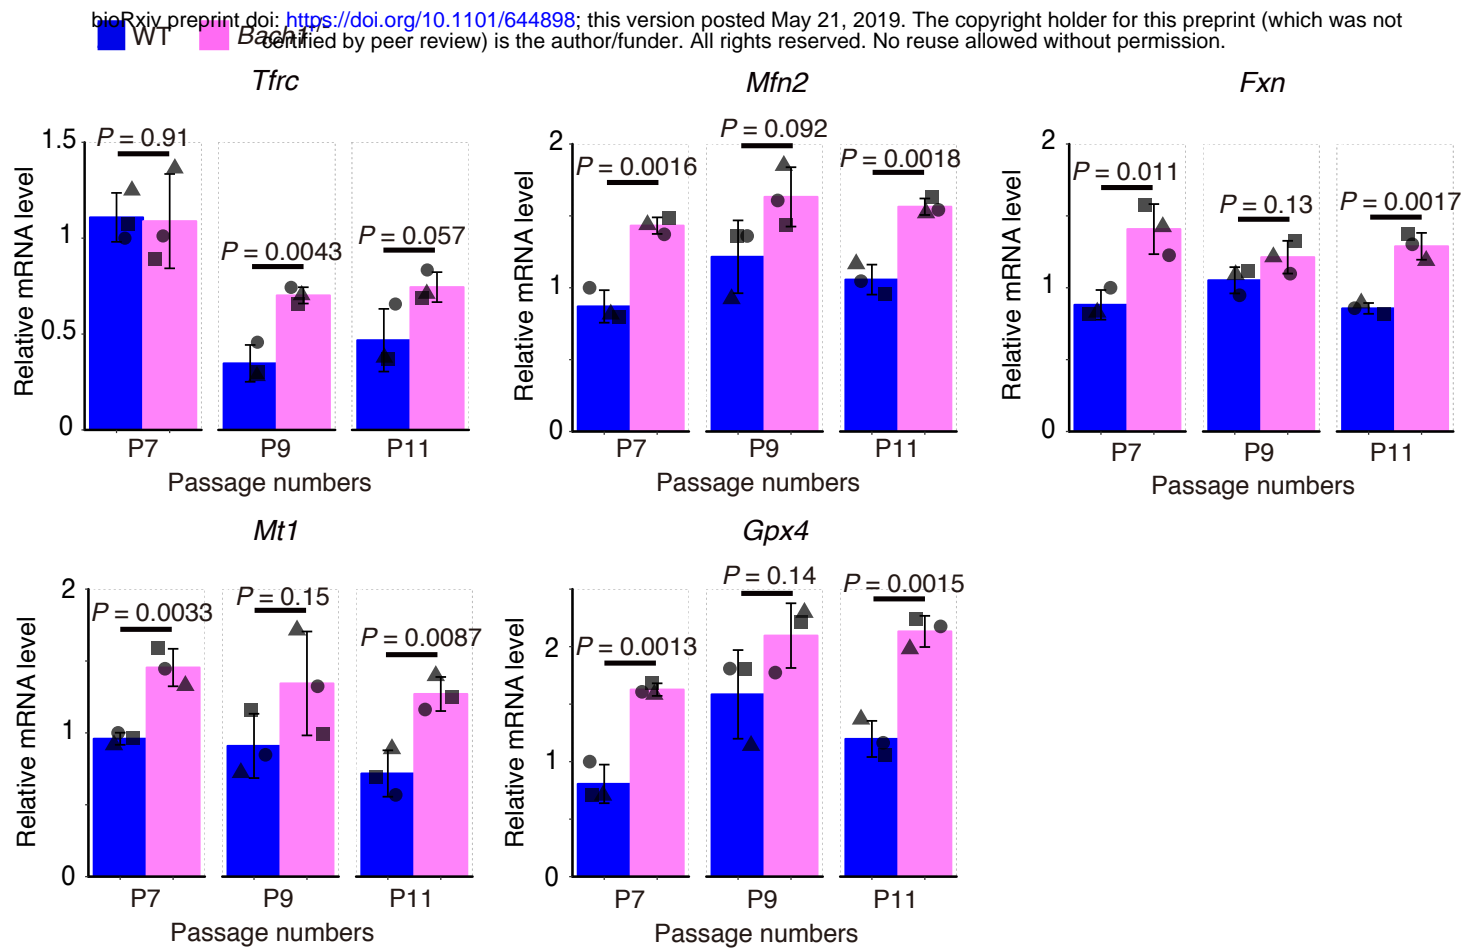 bioRxiv preprint doi: https://doi.org/10.1101/644898; this version posted May 21, 2019. The copyright holder for this preprint (which was not
certified by peer review) is the author/funder. All rights reserved. No reuse allowed without permission.
WT Bach1-/-
Tfrc
Relative mRNA level
1.5
1
0.5
0
P = 0.91
P = 0.0043
P = 0.057
P7 P9 P11
Passage numbers
Mfn2
Relative mRNA level
2
1
0
P = 0.0016
P = 0.092
P = 0.0018
P7 P9 P11
Passage numbers
Fxn
Relative mRNA level
2
1
0
P = 0.011
P = 0.13
P = 0.0017
P7 P9 P11
Passage numbers
Mt1
Relative mRNA level
2
1
0
P = 0.0033
P = 0.15
P = 0.0087
P7 P9 P11
Passage numbers
Gpx4
Relative mRNA level
2
1
0
P = 0.0013
P = 0.14
P = 0.0015
P7 P9 P11
Passage numbers